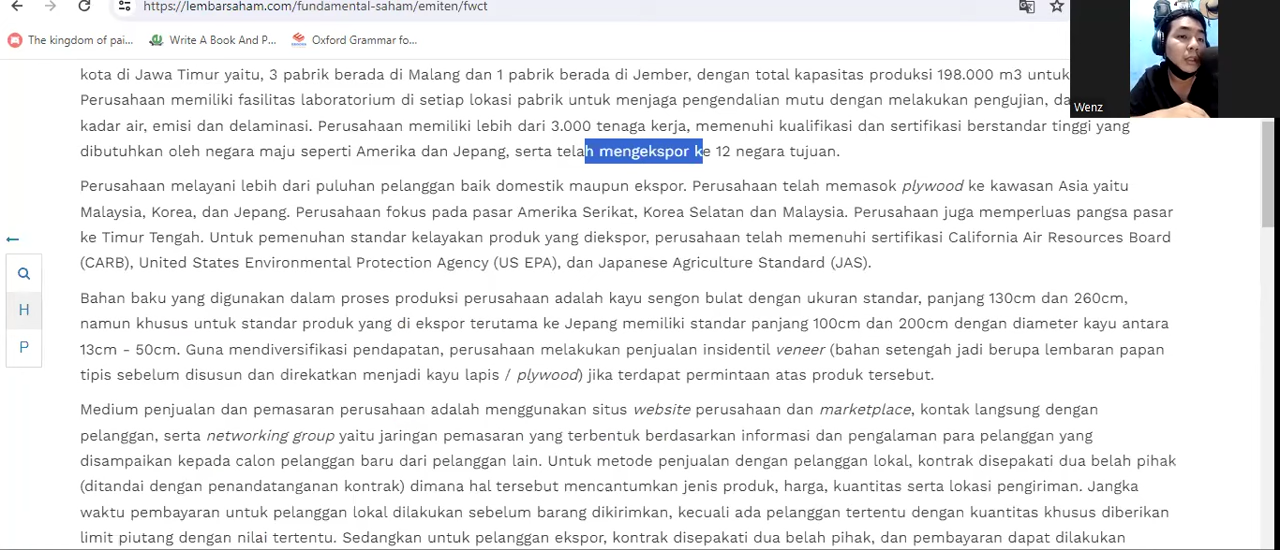 https://lembarsaham.com/fundamental-saham/emiten/fwct
The kingdom of pai...
Write A Book And P...
Oxford Grammar fo...
Wenz
kota di Jawa Timur yaitu, 3 pabrik berada di Malang dan 1 pabrik berada di Jember, dengan total kapasitas produksi 198.000 m3 untuk
Perusahaan memiliki fasilitas laboratorium di setiap lokasi pabrik untuk menjaga pengendalian mutu dengan melakukan pengujian, da
kadar air, emisi dan delaminasi. Perusahaan memiliki lebih dari 3.000 tenaga kerja, memenuhi kualifikasi dan sertifikasi berstandar tinggi yang
dibutuhkan oleh negara maju seperti Amerika dan Jepang, serta telah mengekspor ke 12 negara tujuan.
Perusahaan melayani lebih dari puluhan pelanggan baik domestik maupun ekspor. Perusahaan telah memasok plywood ke kawasan Asia yaitu
Malaysia, Korea, dan Jepang. Perusahaan fokus pada pasar Amerika Serikat, Korea Selatan dan Malaysia. Perusahaan juga memperluas pangsa pasar
ke Timur Tengah. Untuk pemenuhan standar kelayakan produk yang diekspor, perusahaan telah memenuhi sertifikasi California Air Resources Board
(CARB), United States Environmental Protection Agency (US EPA), dan Japanese Agriculture Standard (JAS).
H
P
Bahan baku yang digunakan dalam proses produksi perusahaan adalah kayu sengon bulat dengan ukuran standar, panjang 130cm dan 260cm,
namun khusus untuk standar produk yang di ekspor terutama ke Jepang memiliki standar panjang 100cm dan 200cm dengan diameter kayu antara
13cm - 50cm. Guna mendiversifikasi pendapatan, perusahaan melakukan penjualan insidentil veneer (bahan setengah jadi berupa lembaran papan
tipis sebelum disusun dan direkatkan menjadi kayu lapis / plywood) jika terdapat permintaan atas produk tersebut.
Medium penjualan dan pemasaran perusahaan adalah menggunakan situs website perusahaan dan marketplace, kontak langsung dengan
pelanggan, serta networking group yaitu jaringan pemasaran yang terbentuk berdasarkan informasi dan pengalaman para pelanggan yang
disampaikan kepada calon pelanggan baru dari pelanggan lain. Untuk metode penjualan dengan pelanggan lokal, kontrak disepakati dua belah pihak
(ditandai dengan penandatanganan kontrak) dimana hal tersebut mencantumkan jenis produk, harga, kuantitas serta lokasi pengiriman. Jangka
waktu pembayaran untuk pelanggan lokal dilakukan sebelum barang dikirimkan, kecuali ada pelanggan tertentu dengan kuantitas khusus diberikan
limit piutang dengan nilai tertentu. Sedangkan untuk pelanggan ekspor, kontrak disepakati dua belah pihak, dan pembayaran dapat dilakukan